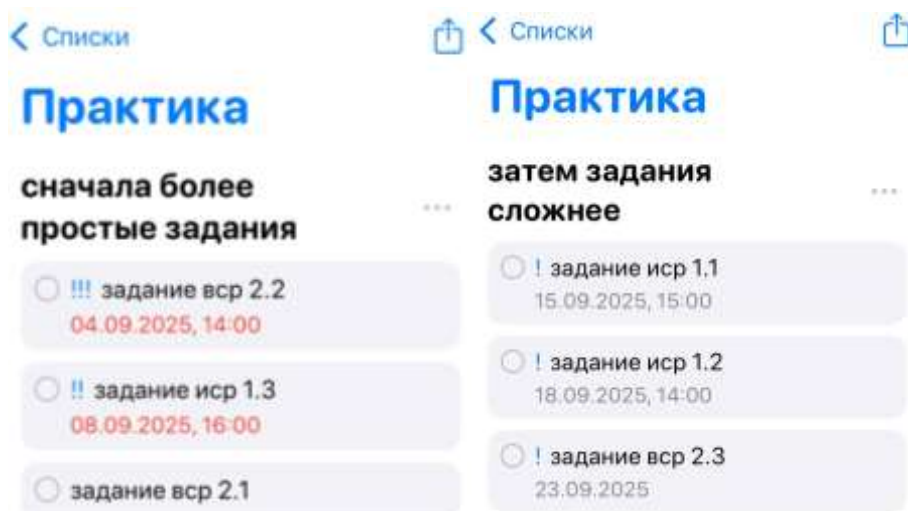 Списки
Практика
сначала более
простые задания
!!! задание вср 2.2
04.09.2025, 14:00
!! задание иср 1.3
08.09.2025, 16:00
задание вср 2.1
Списки
Практика
затем задания
сложнее
! задание иср 1.1
15.09.2025, 15:00
! задание иср 1.2
18.09.2025, 14:00
! задание вср 2.3
23.09.2025